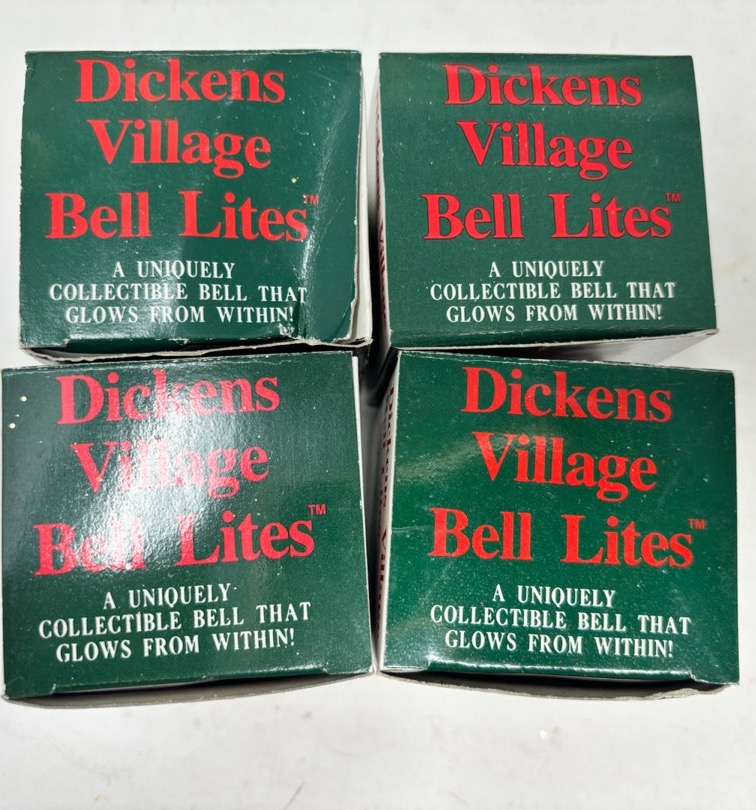 Dickens
Village
Bell Lites™
A UNIQUELY
COLLECTIBLE BELL THAT
GLOWS FROM WITHIN!
Dickens
Village
Bell Lites™
A UNIQUELY
COLLECTIBLE BELL THAT
GLOWS FROM WITHIN!
Dickens
Village
Bell Lites™
A UNIQUELY
COLLECTIBLE BELL THAT
GLOWS FROM WITHIN!
Dickens
Village
Bell Lites™
A UNIQUELY
COLLECTIBLE BELL THAT
GLOWS FROM WITHIN!